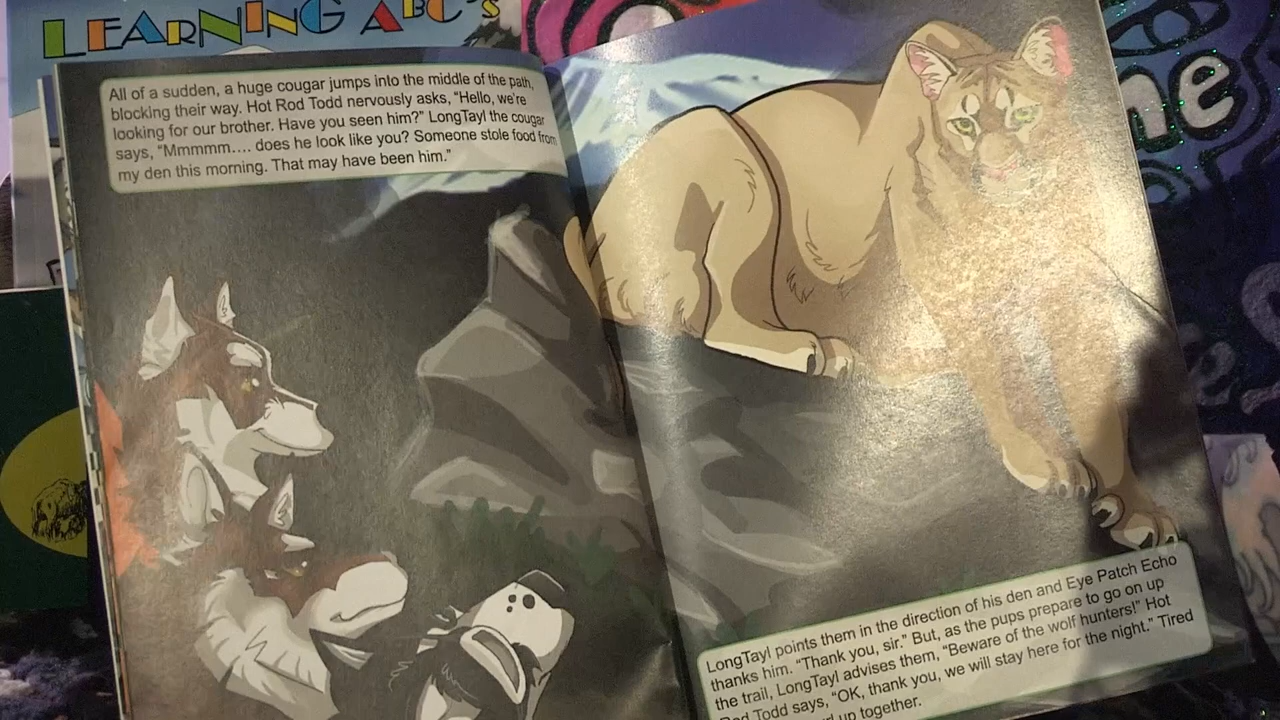 LEARNING ABC's
All of a sudden, a huge cougar jumps into the middle of the path,
blocking their way. Hot Rod Todd nervously asks, “Hello, we're
looking for our brother. Have you seen him?” LongTayl the cougar
says, “Mmmmm.... does he look like you? Someone stole food from
my den this morning. That may have been him.”
LongTayl points them in the direction of his den and Eye Patch Echo
thanks him. “Thank you, sir.” But, as the pups prepare to go on up
the trail, LongTayl advises them, “Beware of the wolf hunters!” Hot
Rod Todd says, “OK, thank you, we will stay here for the night.” Tired
up together.